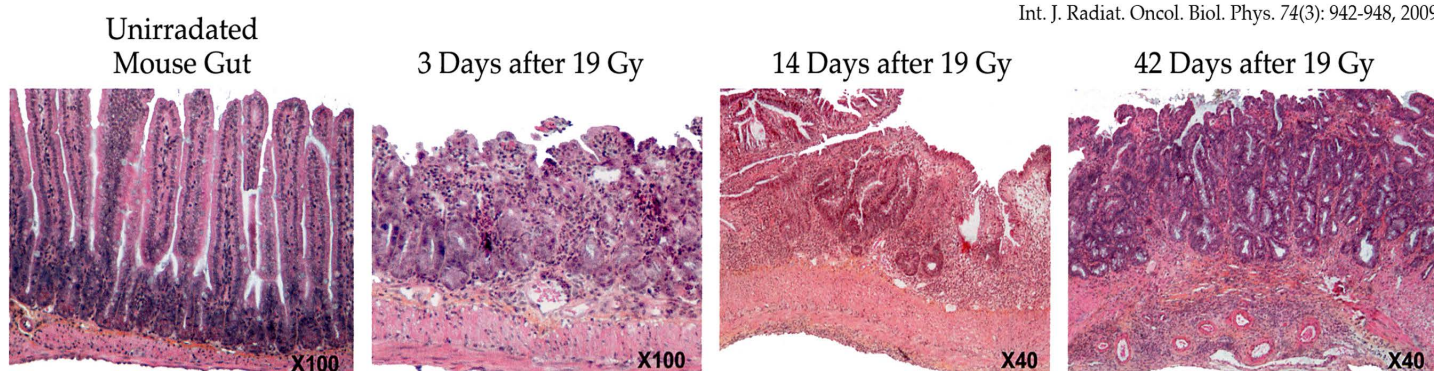 Int. J. Radiat. Oncol. Biol. Phys. 74(3): 942-948, 2009
Unirradated
Mouse Gut
3 Days after 19 Gy
14 Days after 19 Gy
42 Days after 19 Gy
X100
X100
X40
X40